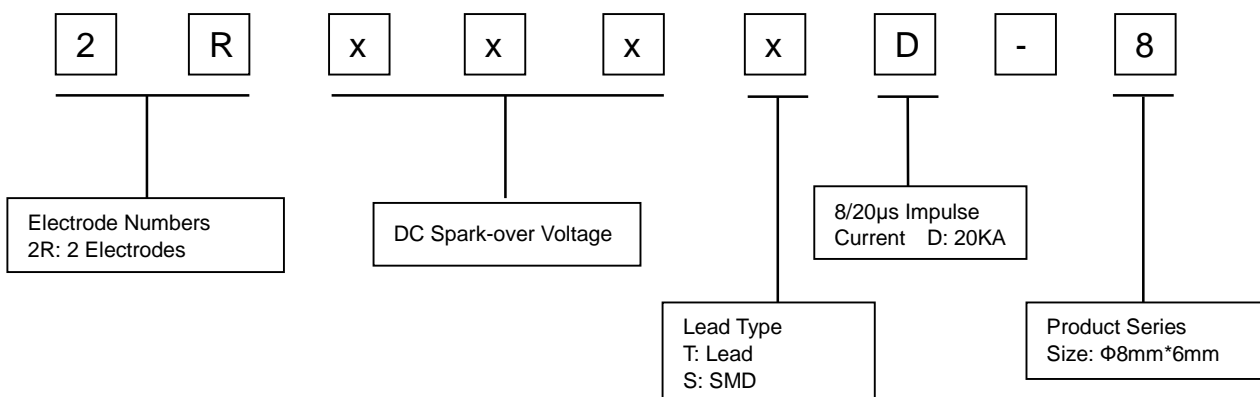 2 R x x x x D - 8
Electrode Numbers
2R: 2 Electrodes
DC Spark-over Voltage
8/20μs Impulse
Current D: 20KA
Lead Type
T: Lead
S: SMD
Product Series
Size: Φ8mm*6mm